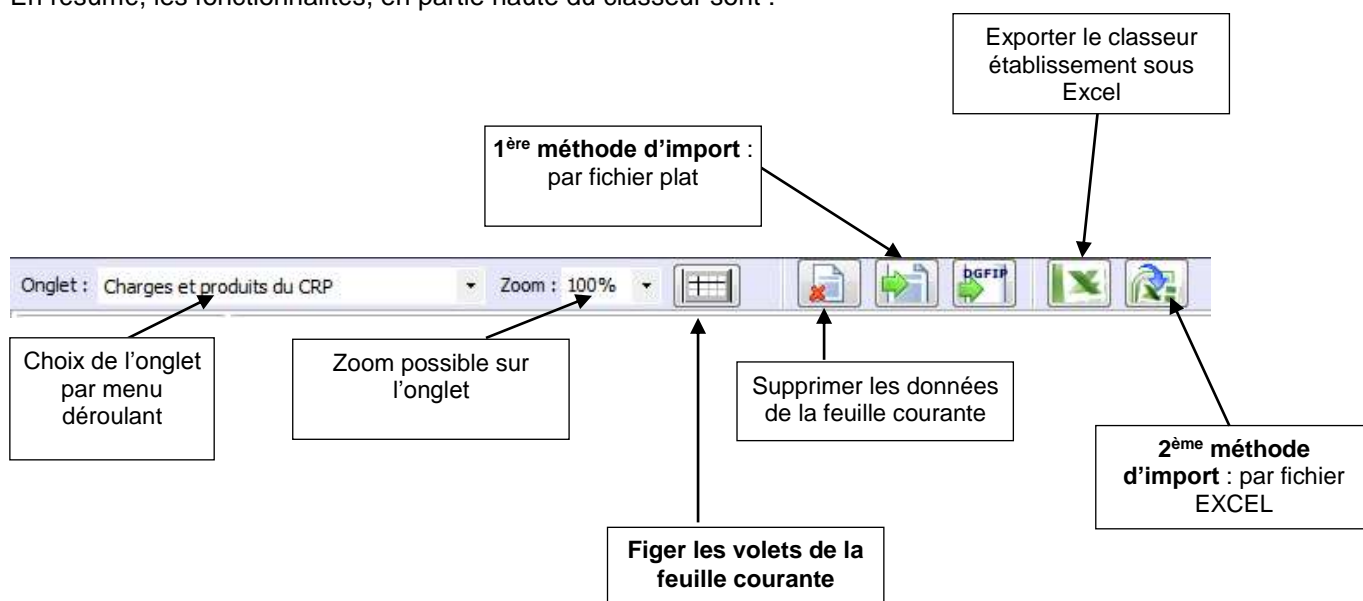 En résumé, les fonctionnalités, en partie haute du classeur sont :
Exporter le classeur
établissement sous
Excel
1ère méthode d’import :
par fichier plat
Onglet : Charges et produits du CRP Zoom : 100% DGFIP
Choix de l’onglet
par menu
déroulant
Zoom possible sur
l’onglet
Supprimer les données
de la feuille courante
2ème méthode
d’import : par fichier
EXCEL
Figer les volets de la
feuille courante